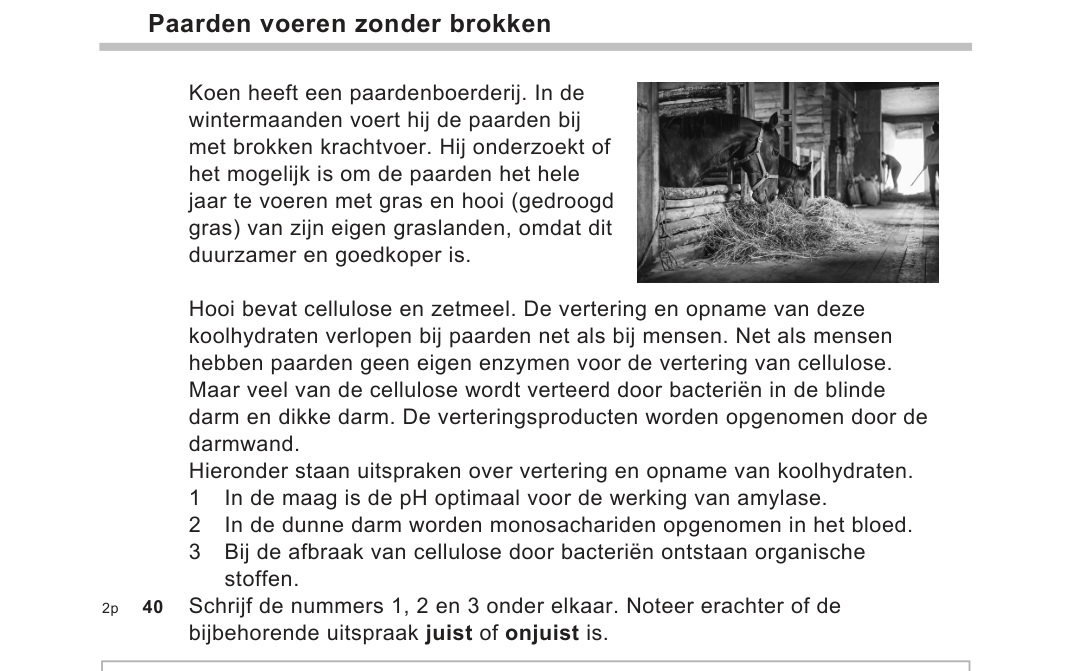 Paarden voeren zonder brokken
Koen heeft een paardenboerderij. In de
wintermaanden voert hij de paarden bij
met brokken krachtvoer. Hij onderzoekt of
het mogelijk is om de paarden het hele
jaar te voeren met gras en hooi (gedroogd
gras) van zijn eigen graslanden, omdat dit
duurzamer en goedkoper is.
Hooi bevat cellulose en zetmeel. De vertering en opname van deze
koolhydraten verlopen bij paarden net als bij mensen. Net als mensen
hebben paarden geen eigen enzymen voor de vertering van cellulose.
Maar veel van de cellulose wordt verteerd door bacteriën in de blinde
darm en dikke darm. De verteringsproducten worden opgenomen door de
darmwand.
Hieronder staan uitspraken over vertering en opname van koolhydraten.
1 In de maag is de pH optimaal voor de werking van amylase.
2 In de dunne darm worden monosachariden opgenomen in het bloed.
3 Bij de afbraak van cellulose door bacteriën ontstaan organische
stoffen.
2p 40 Schrijf de nummers 1, 2 en 3 onder elkaar. Noteer erachter of de
bijbehorende uitspraak juist of onjuist is.